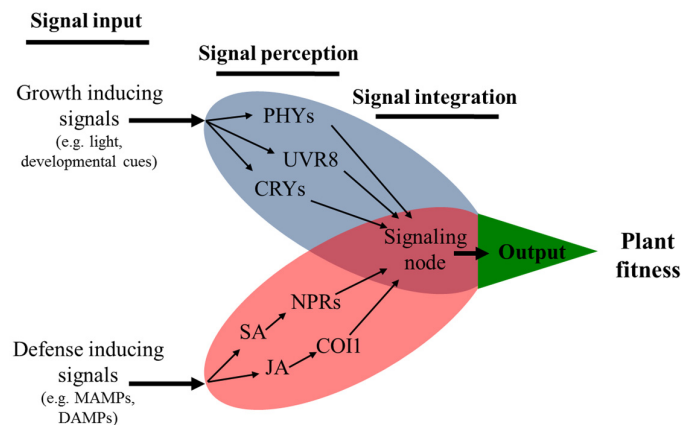 Signal input
Signal perception
Signal integration
Growth inducing
signals
(e.g. light,
developmental cues)
PHYs
UVR8
CRYs
Signaling
node
Output
Plant
fitness
NPRs
SA
COI1
JA
Defense inducing
signals
(e.g. MAMPs,
DAMPs)